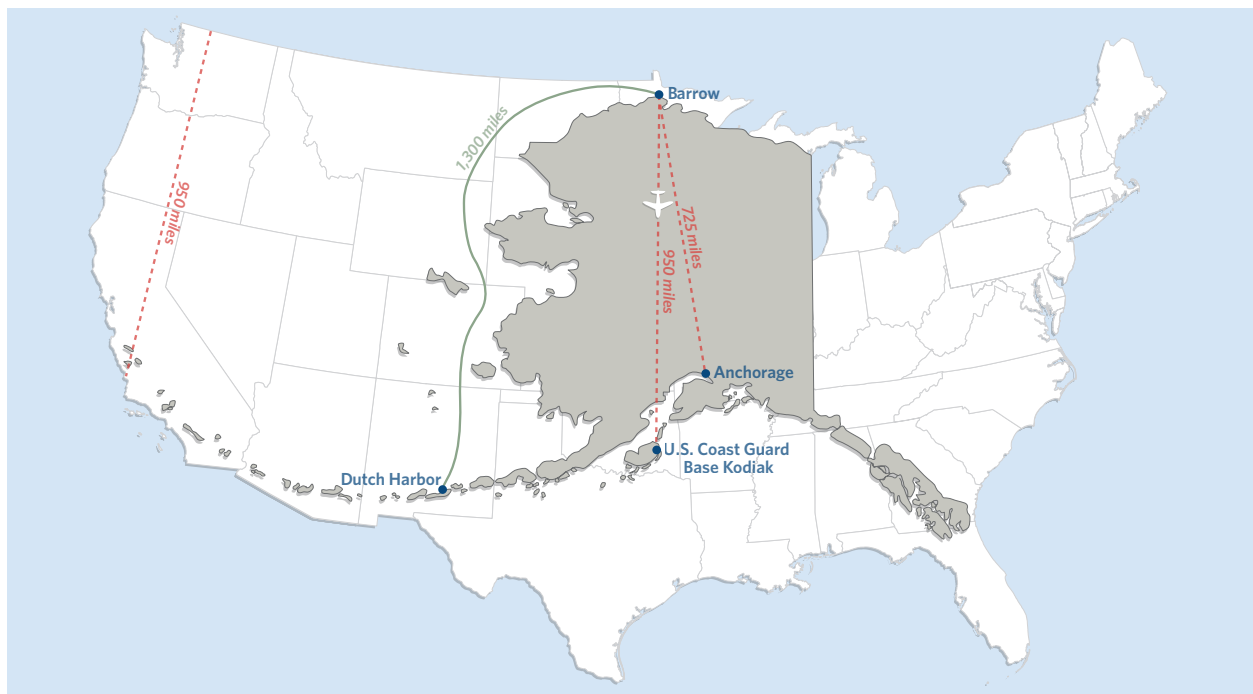 Barrow
1,300 miles
950 miles
725 miles
950 miles
Anchorage
U.S. Coast Guard
Base Kodiak
Dutch Harbor